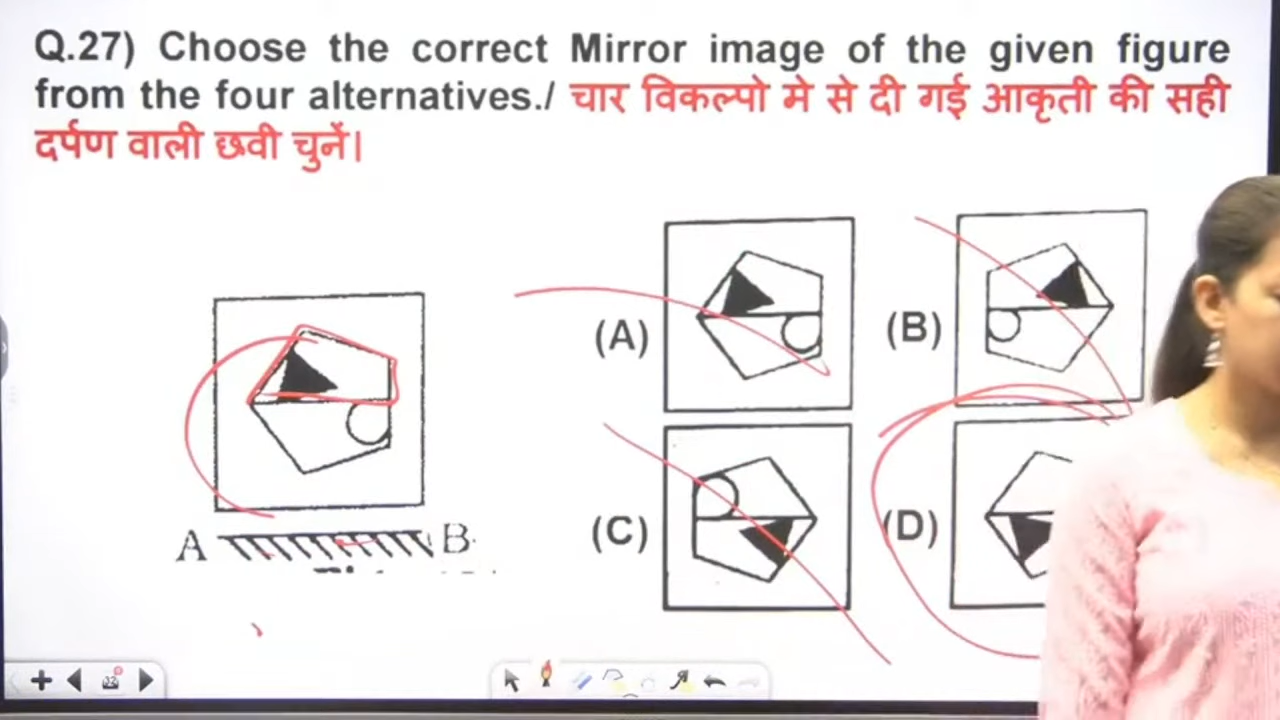 Q.27) Choose the correct Mirror image of the given figure
from the four alternatives./ चार विकल्पो मे से दी गई आकृती की सही
दर्पण वाली छवी चुनें।
(A)
(B)
A
B
(C)
(D)